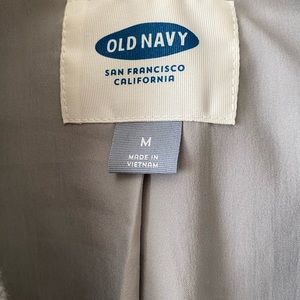 OLD NAVY
SAN FRANCISCO
CALIFORNIA
M
MADE IN
VIETNAM